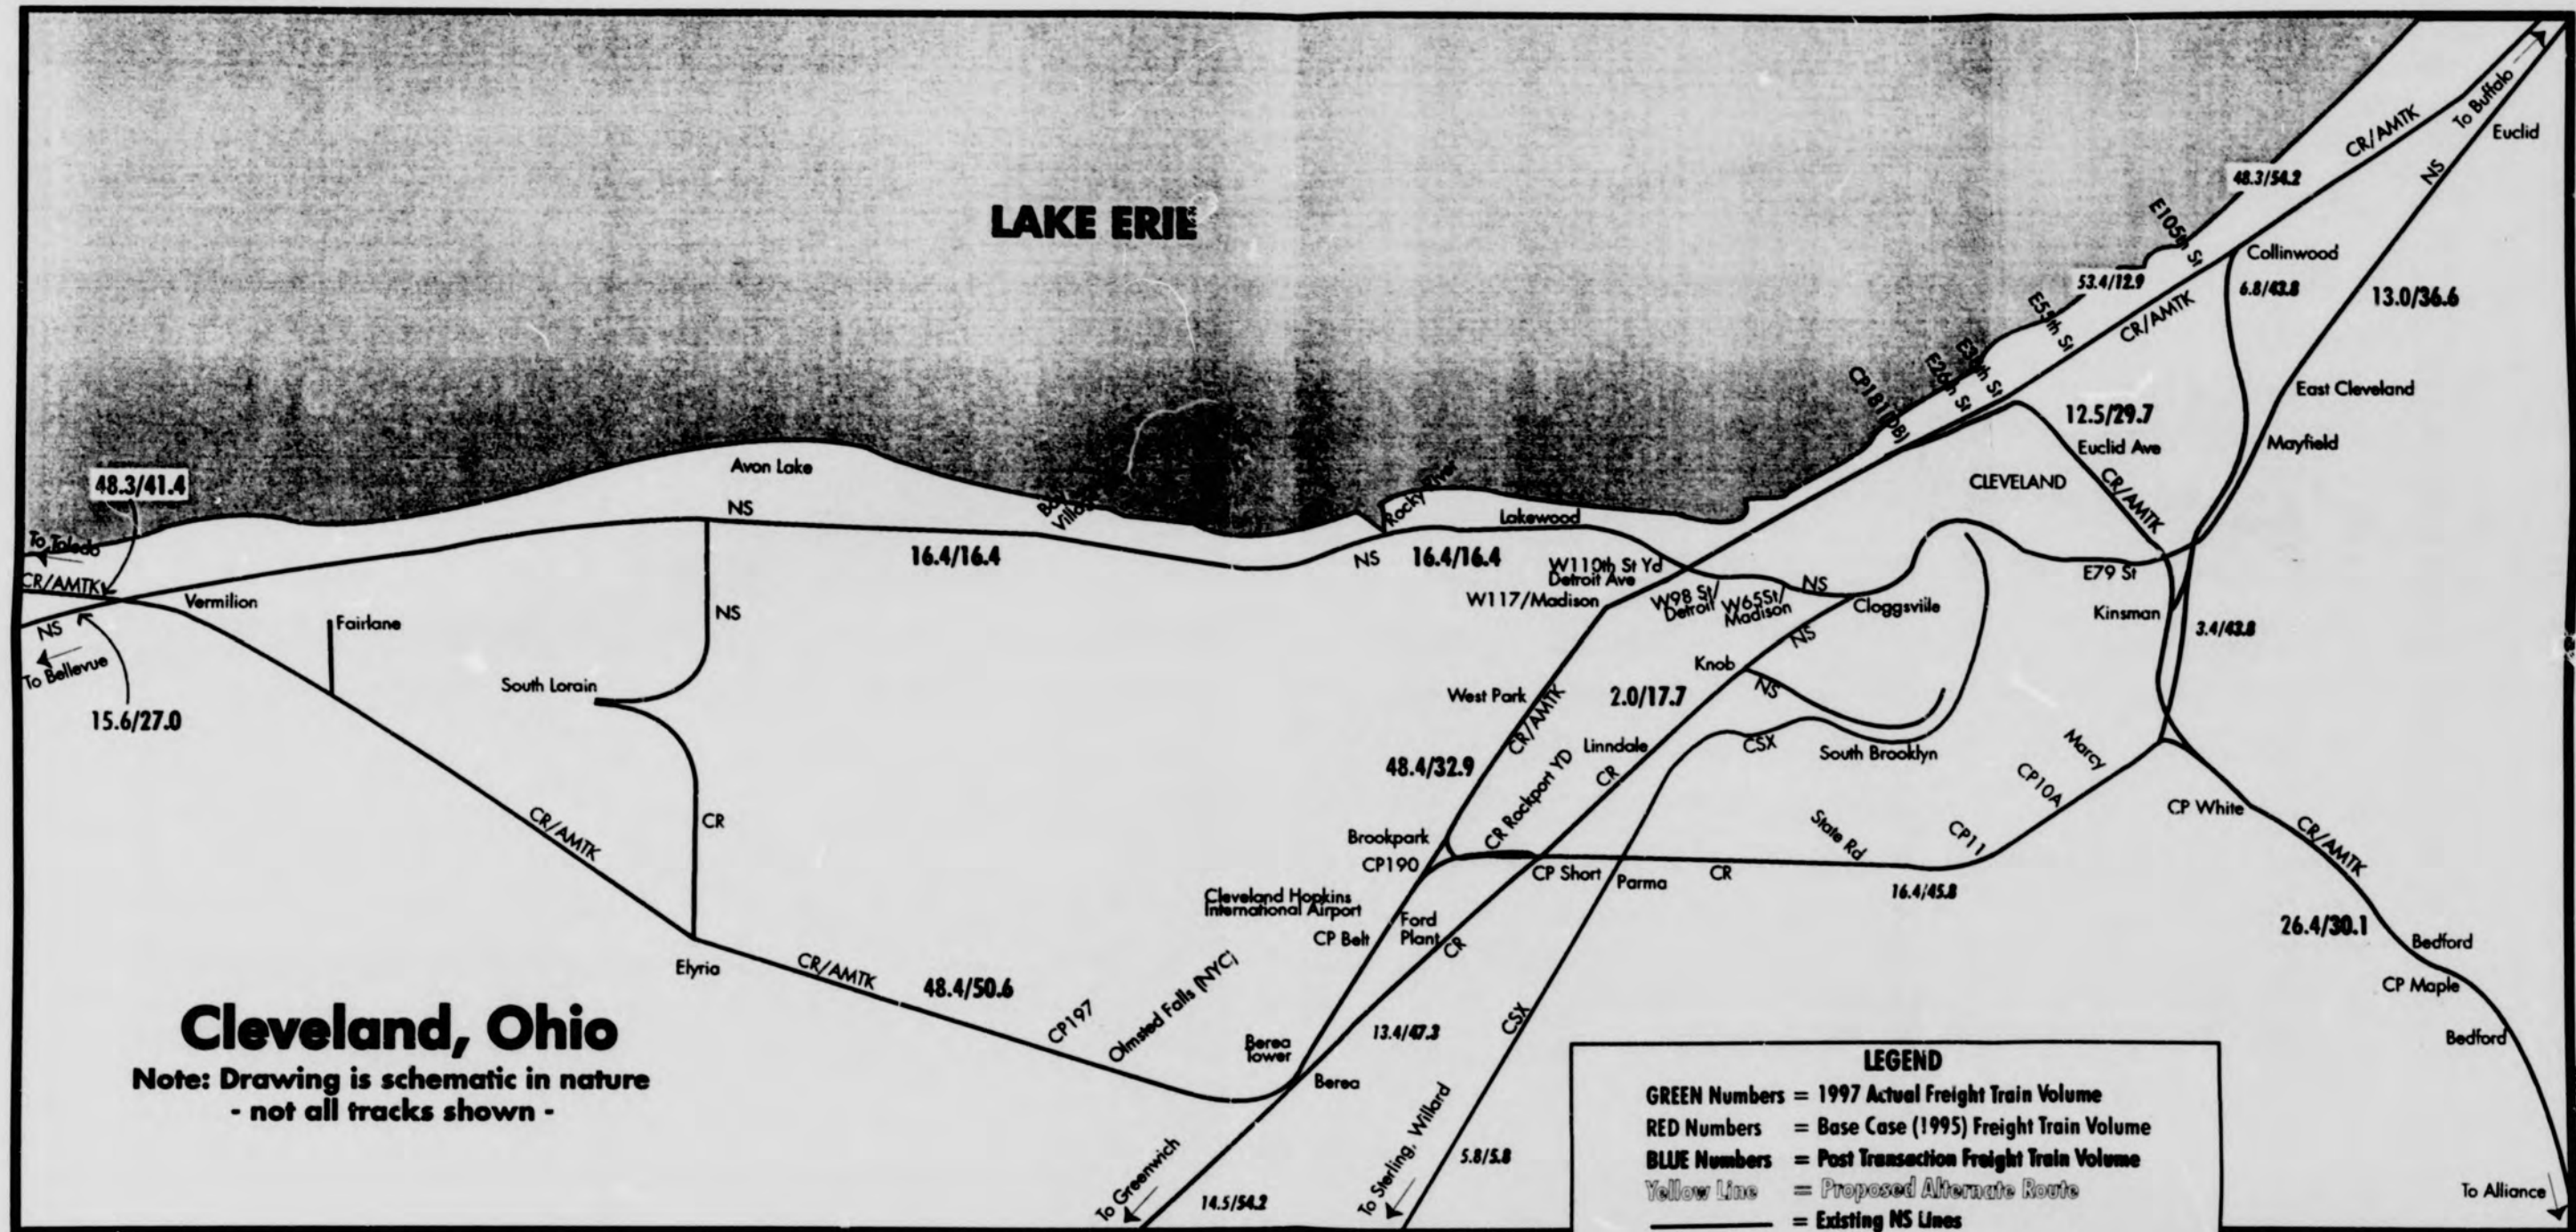 LAKE ERIE
To Buffalo
Euclid
CR/AMTK
NS
48.3/54.2
E105th St
Collinwood
53.4/12.9
6.8/43.8
13.0/36.6
E55th St
CR/AMTK
E26th St
East Cleveland
12.5/29.7
Euclid Ave
Mayfield
CLEVELAND
CR/AMTK
48.3/41.4
Avon Lake
NS
To Toledo
CR/AMTK
NS
To Bellevue
15.6/27.0
Vermilion
Fairlane
South Lorain
NS
CR
16.4/16.4
Village
Rocky River
NS
16.4/16.4
Lakewood
W110th St Yd
Detroit Ave
W117/Madison
W98 St/
Detroit
W65St/
Madison
NS
Cloggsville
NS
E79 St
Kinsman
3.4/43.8
Knob
NS
West Park
CR/AMTK
2.0/17.7
Linndale
CR
CSX
South Brooklyn
48.4/32.9
CR Rockport YD
Marcy
CP10A
CP White
Brookpark
CP190
CP Short
Parma
CR
State Rd
CP11
16.4/45.8
CR/AMTK
26.4/30.1
Bedford
CP Maple
Bedford
To Alliance
Cleveland Hopkins
International Airport
CP Belt
Ford
Plant
CR
CR/AMTK
Elyria
CR/AMTK
48.4/50.6
CP197
Olmsted Falls (NYC)
Berea
Tower
Berea
13.4/47.3
CSX
To Greenwich
14.5/54.2
To Sterling, Willard
5.8/5.8
Cleveland, Ohio
Note: Drawing is schematic in nature
- not all tracks shown -
LEGEND
GREEN Numbers = 1997 Actual Freight Train Volume
RED Numbers = Base Case (1995) Freight Train Volume
BLUE Numbers = Post Transaction Freight Train Volume
Yellow Line = Proposed Alternate Route
= Existing NS Lines